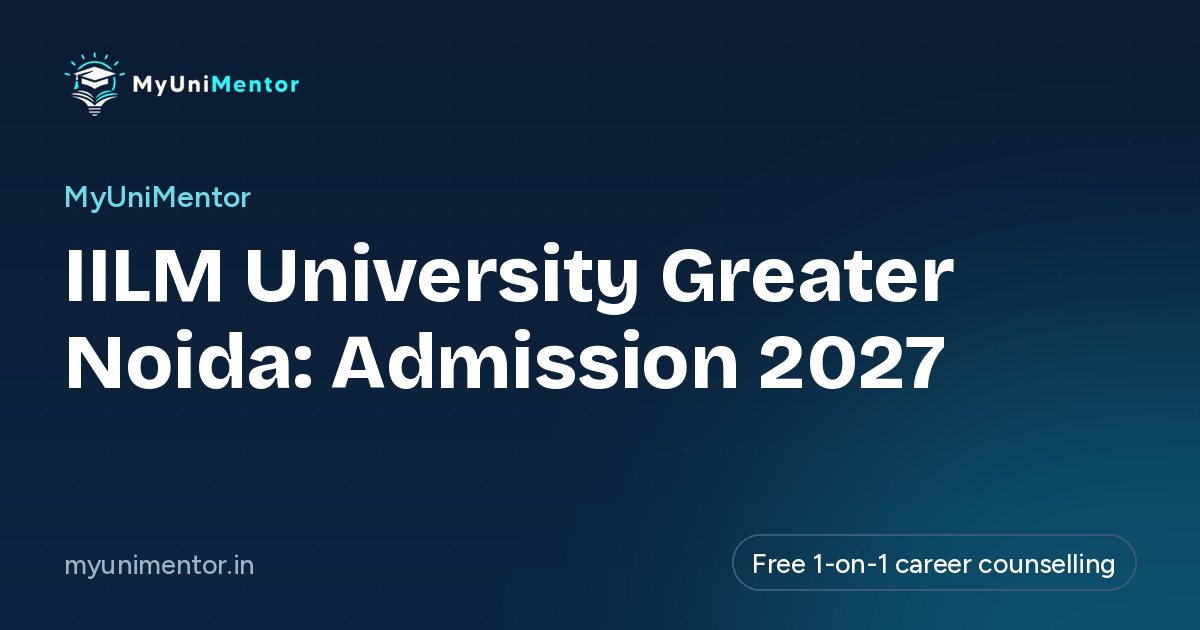 MyUniMentor
MyUniMentor
IILM University Greater
Noida: Admission 2027
myunimentor.in
Free 1-on-1 career counselling